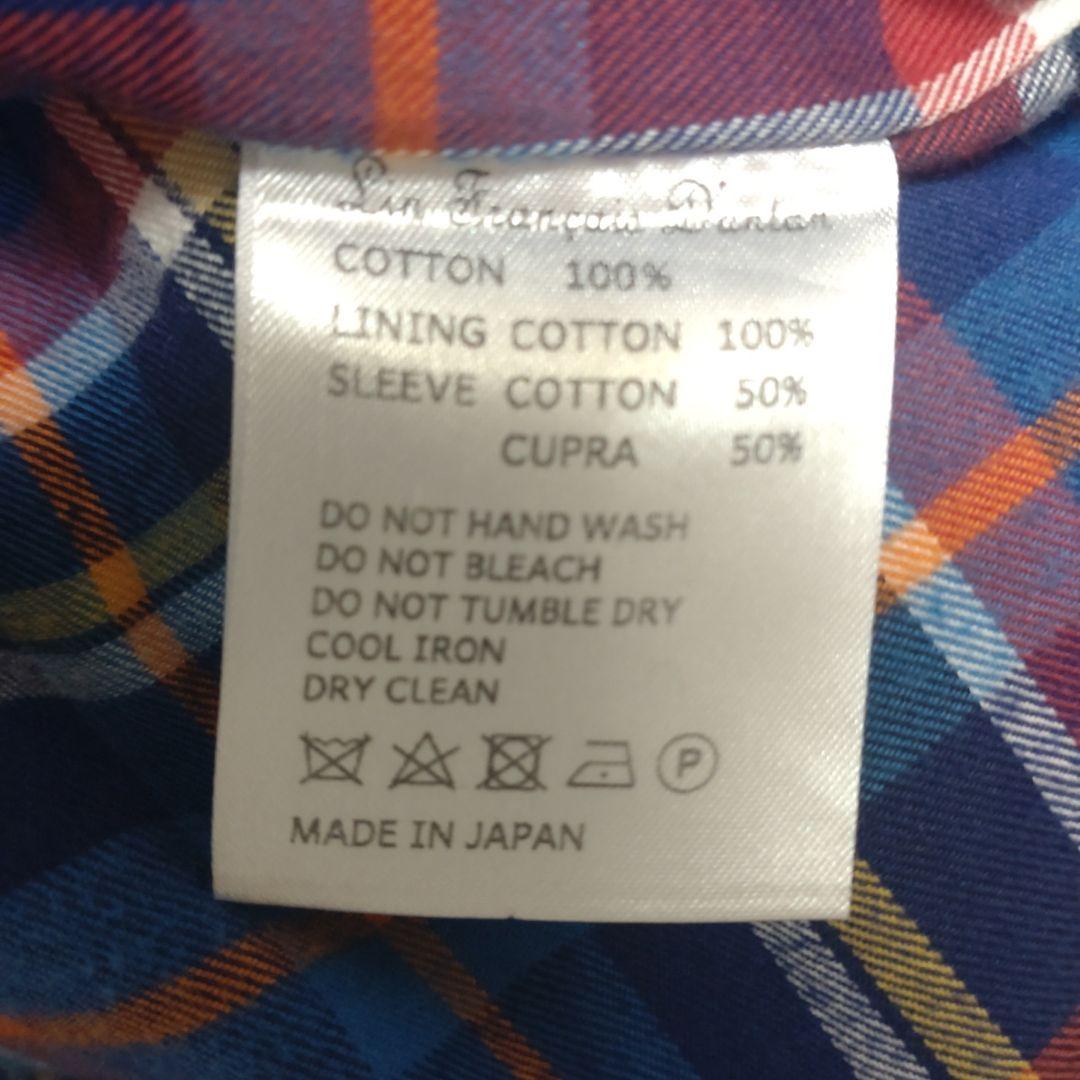 COTTON 100%
LINING COTTON 100%
SLEEVE COTTON 50%
CUPRA 50%
DO NOT HAND WASH
DO NOT BLEACH
DO NOT TUMBLE DRY
COOL IRON
DRY CLEAN
P
MADE IN JAPAN